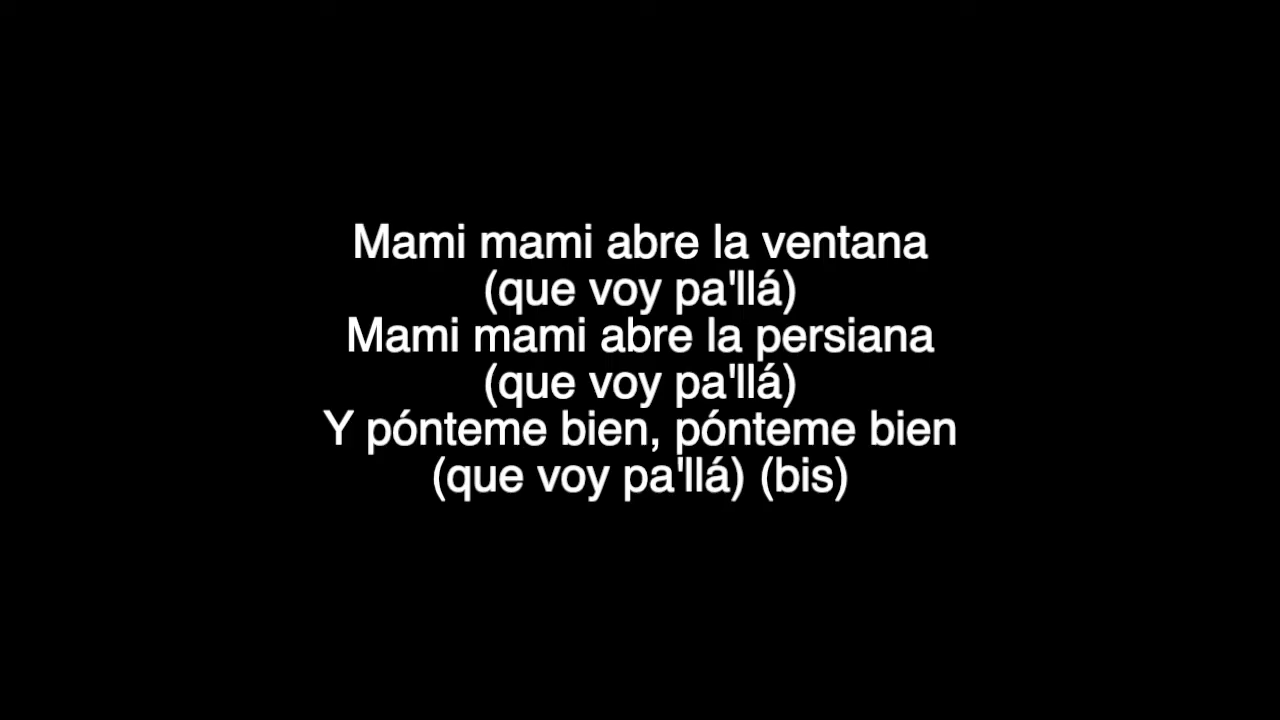 Mami mami abre la ventana
(que voy pa'llá)
Mami mami abre la persiana
(que voy pa'llá)
Y pónteme bien, pónteme bien
(que voy pa'llá) (bis)